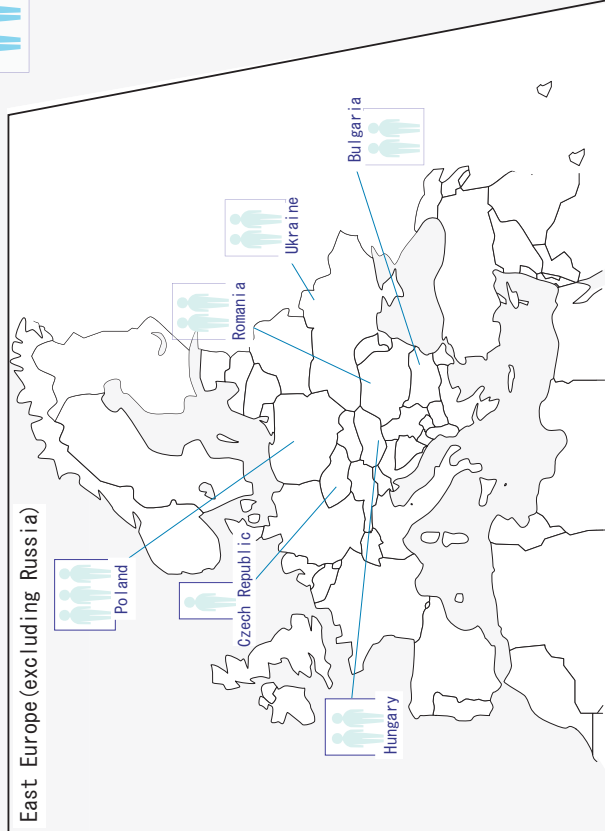 East Europe(excluding Russia)
Poland
Czech Republic
Hungary
Romania
Ukraine
Bulgaria